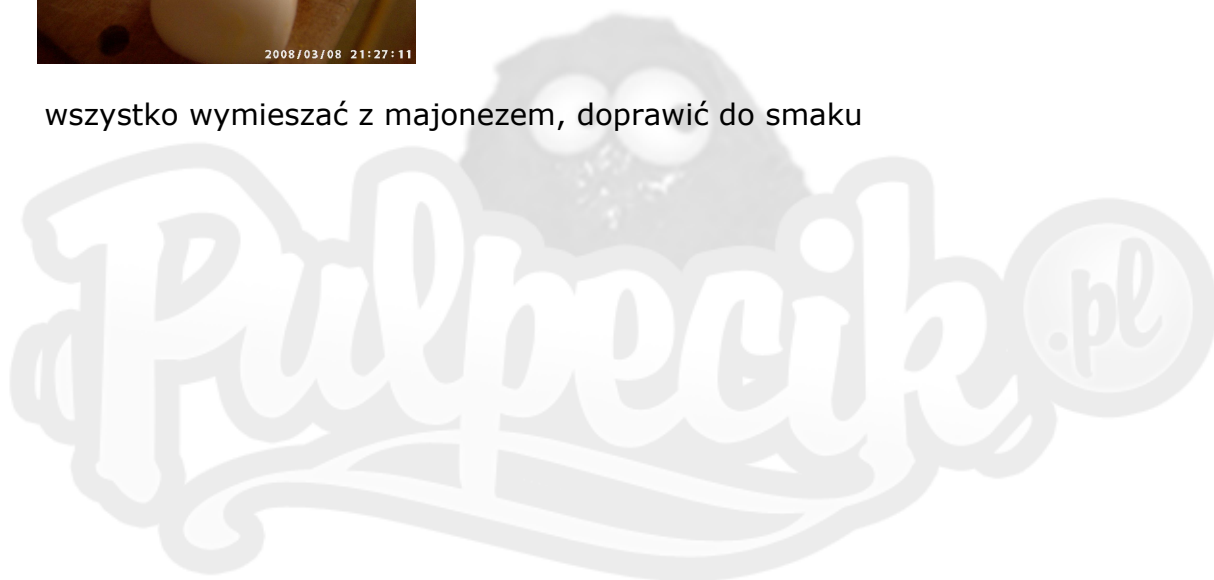 2008/03/08 21:27:11
wszystko wymieszać z majonezem, doprawić do smaku
Pulpecik.pl